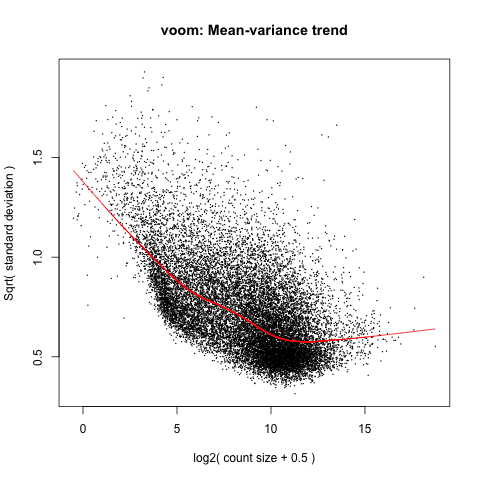 voom: Mean-variance trend
Sqrt( standard deviation )
1.5
1.0
0.5
0 5 10 15
log2( count size + 0.5 )